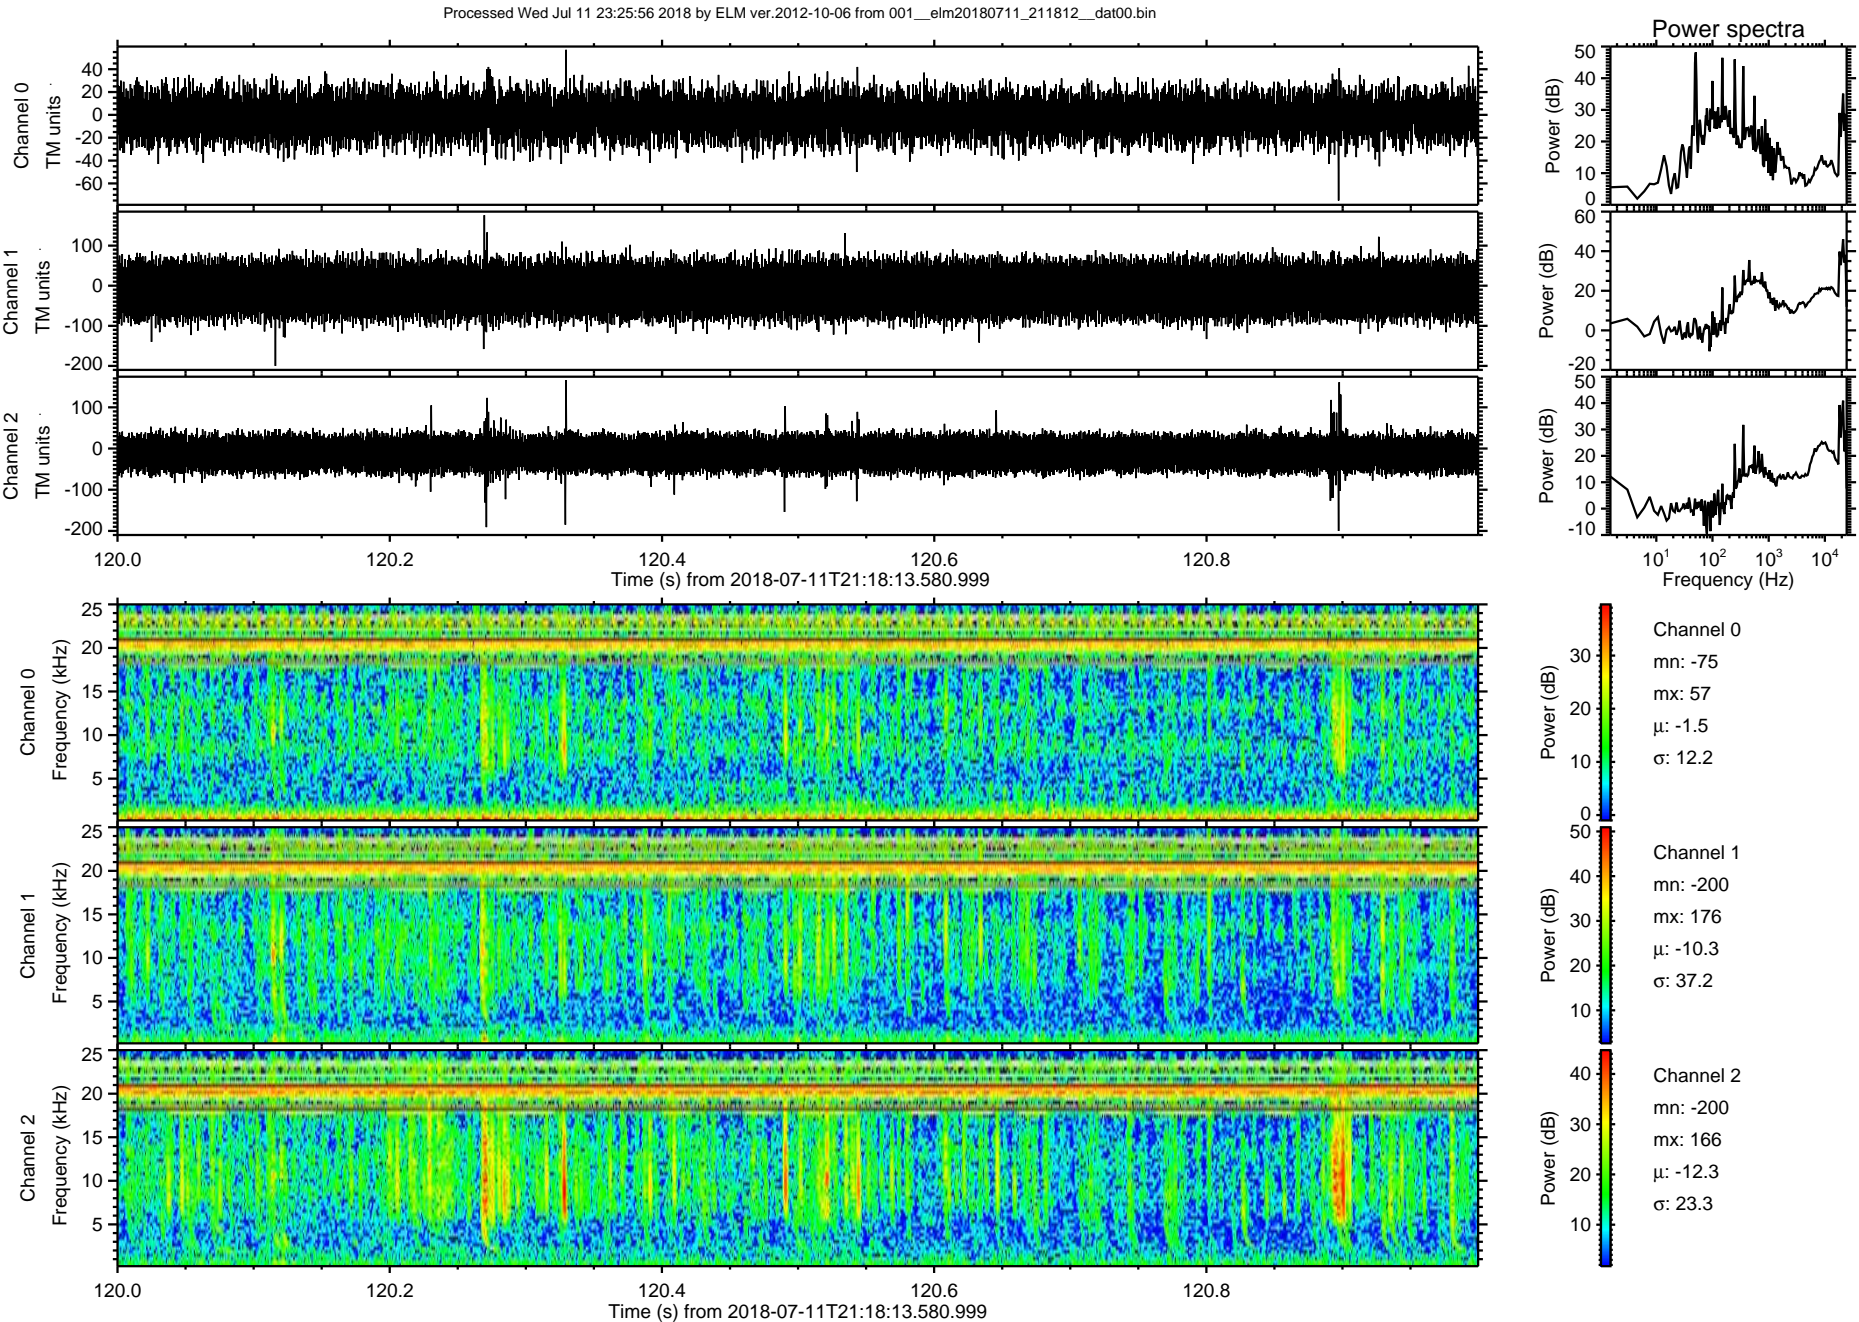 Processed Wed Jul 11 23:25:56 2018 by ELM ver.2012-10-06 from 001__elm20180711_211812__dat00.bin
Power spectra
Channel 0
TM units
40
20
0
-20
-40
-60
Power (dB)
50
40
30
20
10
0
Channel 1
TM units
100
0
-100
-200
Power (dB)
60
40
20
0
-20
Channel 2
TM units
100
0
-100
-200
Power (dB)
50
40
30
20
10
0
-10
120.0 120.2 120.4 120.6 120.8
Time (s) from 2018-07-11T21:18:13.580.999
10¹ 10² 10³ 10⁴
Frequency (Hz)
Channel 0
Frequency (kHz)
25
20
15
10
5
Power (dB)
30
20
10
0
Channel 0
mn: -75
mx: 57
μ: -1.5
σ: 12.2
Channel 1
Frequency (kHz)
25
20
15
10
5
Power (dB)
50
40
30
20
10
Channel 1
mn: -200
mx: 176
μ: -10.3
σ: 37.2
Channel 2
Frequency (kHz)
25
20
15
10
5
Power (dB)
40
30
20
10
Channel 2
mn: -200
mx: 166
μ: -12.3
σ: 23.3
120.0 120.2 120.4 120.6 120.8
Time (s) from 2018-07-11T21:18:13.580.999